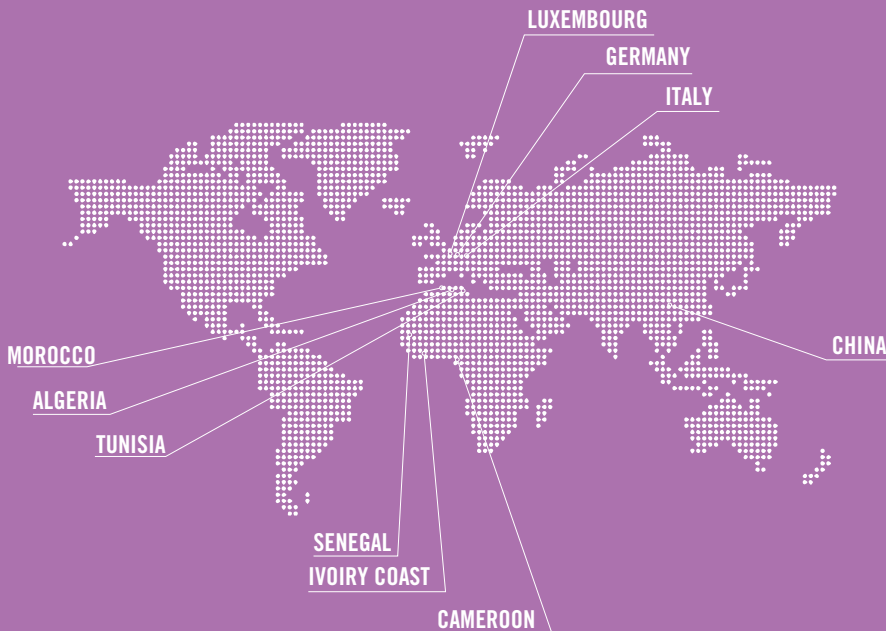 LUXEMBOURG
GERMANY
ITALY
MOROCCO
CHINA
ALGERIA
TUNISIA
SENEGAL
IVOIRY COAST
CAMEROON